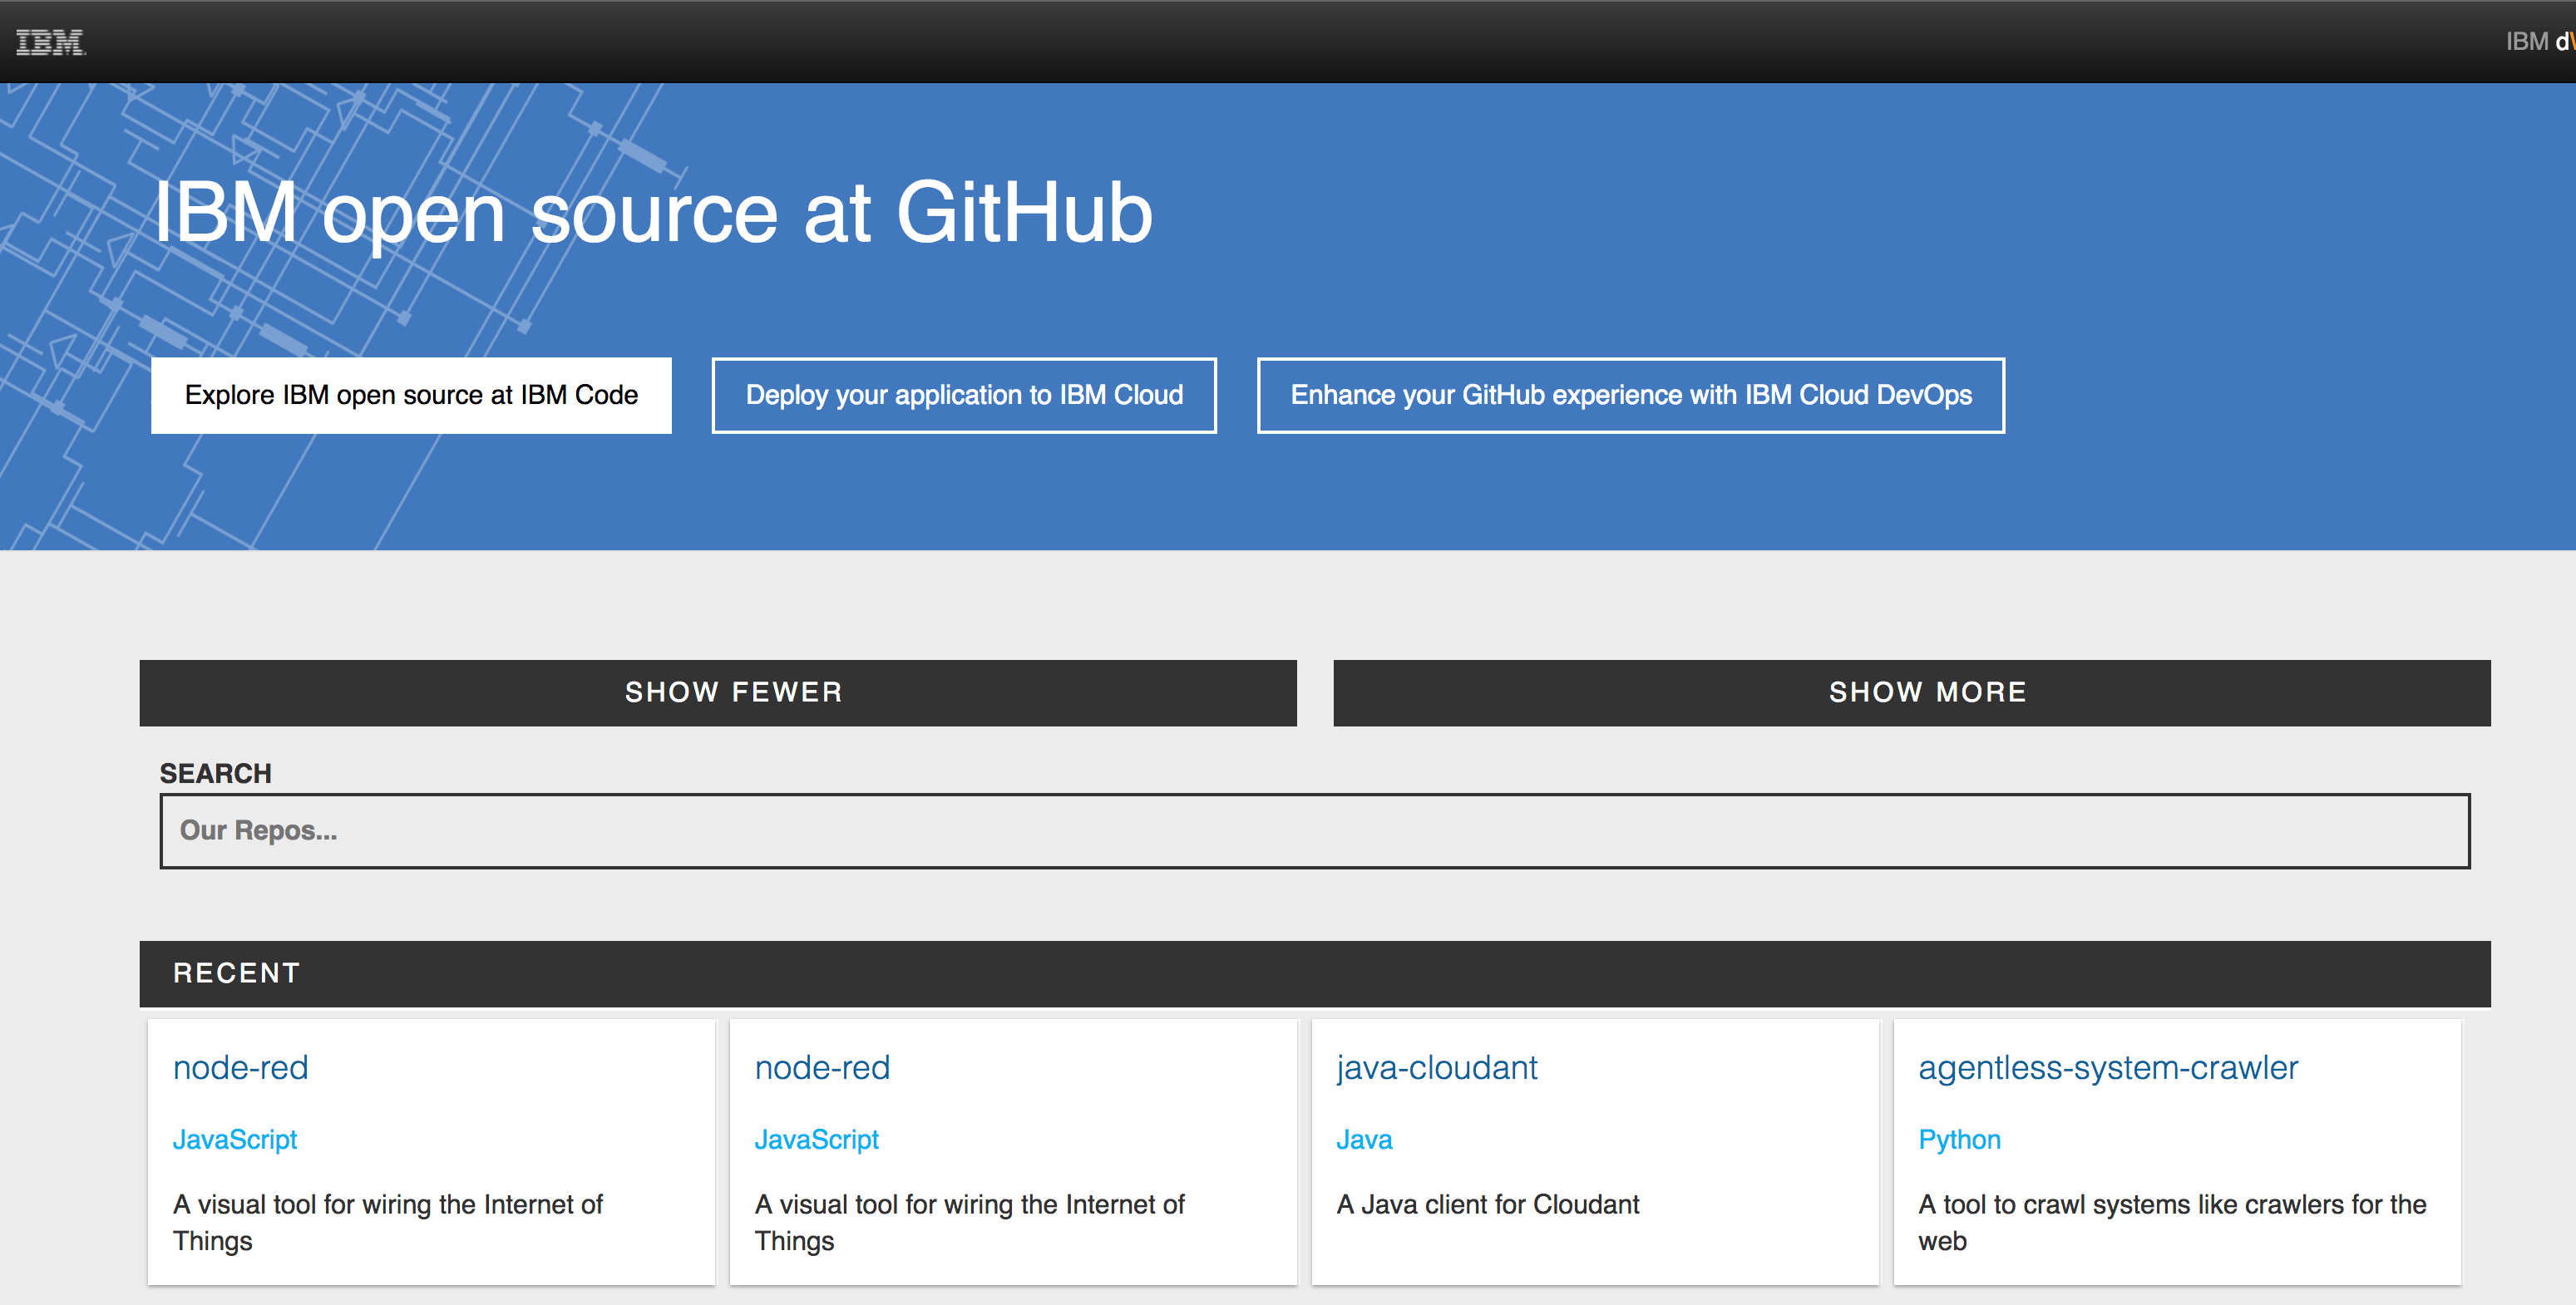 IBM
IBM d
IBM open source at GitHub
Explore IBM open source at IBM Code
Deploy your application to IBM Cloud
Enhance your GitHub experience with IBM Cloud DevOps
SHOW FEWER
SHOW MORE
SEARCH
Our Repos...
RECENT
node-red
JavaScript
A visual tool for wiring the Internet of
Things
node-red
JavaScript
A visual tool for wiring the Internet of
Things
java-cloudant
Java
A Java client for Cloudant
agentless-system-crawler
Python
A tool to crawl systems like crawlers for the
web